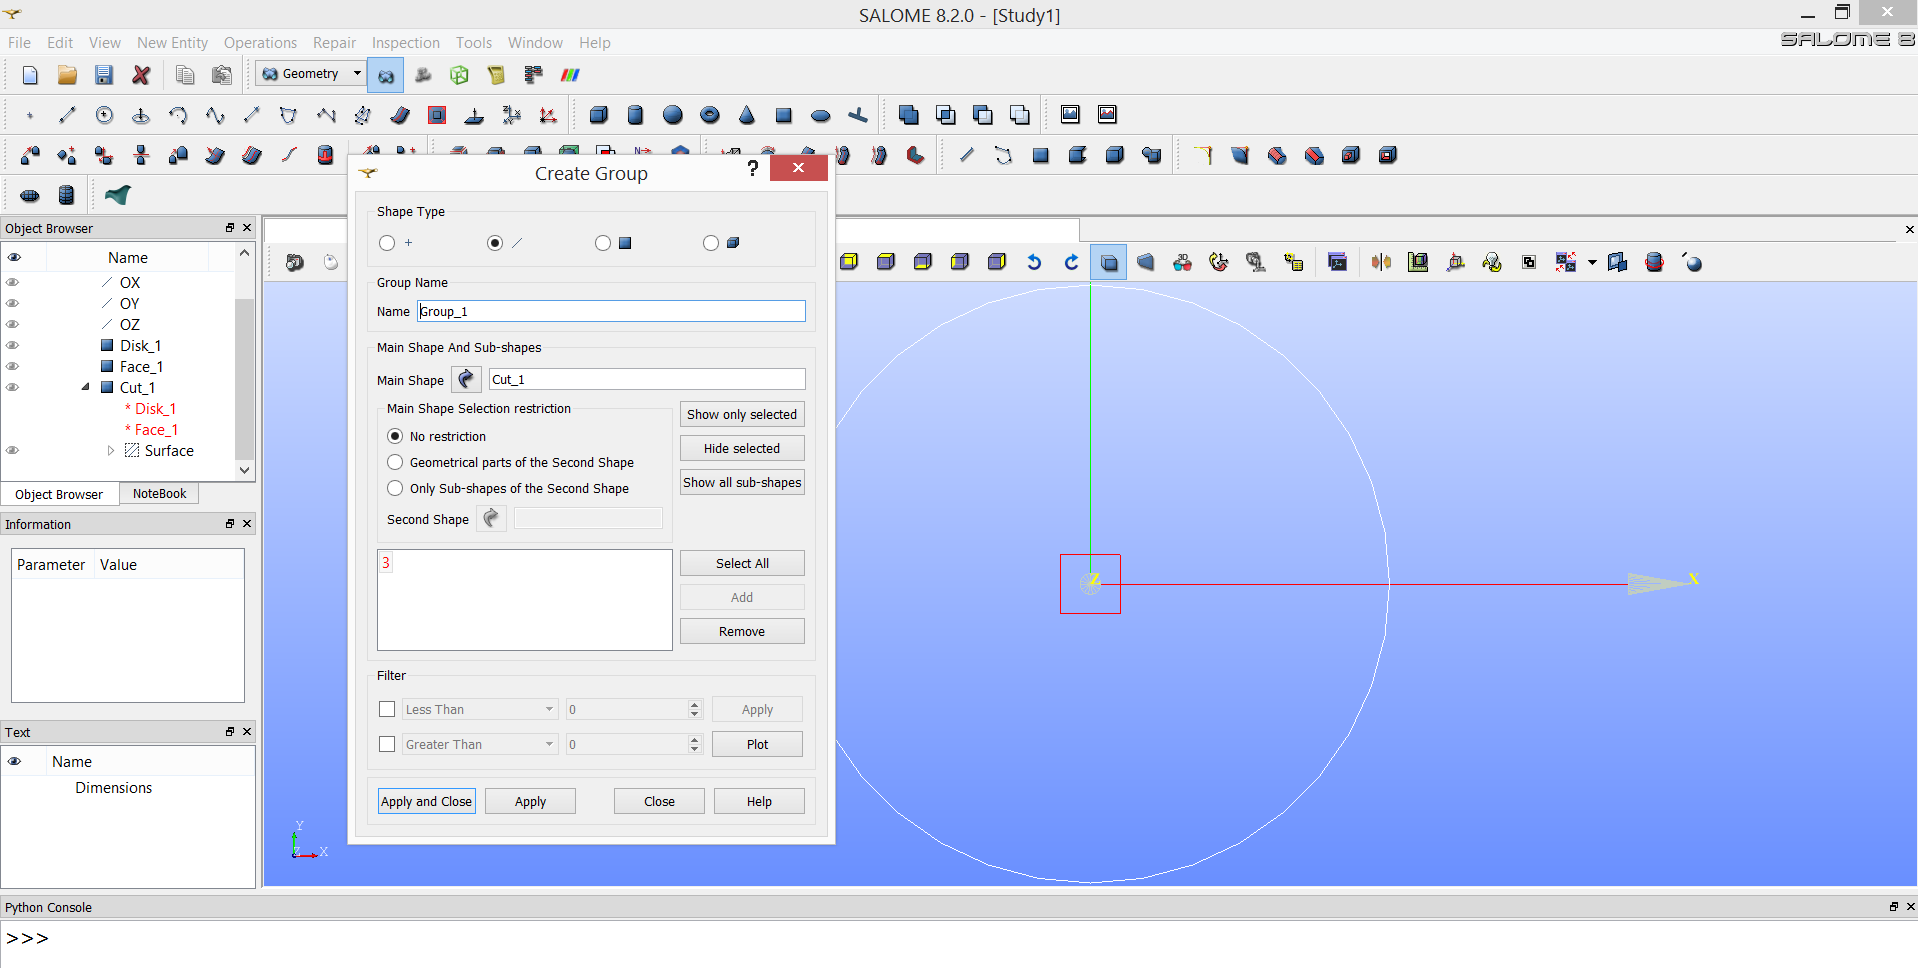 SALOME 8.2.0 - [Study1]
File Edit View New Entity Operations Repair Inspection Tools Window Help
SALOME 8
Geometry
Create Group
?
Object Browser
Name
OX
OY
OZ
Disk_1
Face_1
Cut_1
* Disk_1
* Face_1
Surface
Object Browser NoteBook
Information
Parameter Value
Text
Name
Dimensions
Shape Type
Group Name
Name Group_1
Main Shape And Sub-shapes
Main Shape Cut_1
Main Shape Selection restriction
No restriction
Geometrical parts of the Second Shape
Only Sub-shapes of the Second Shape
Second Shape
Show only selected
Hide selected
Show all sub-shapes
3
Select All
Add
Remove
Filter
Less Than 0 Apply
Greater Than 0 Plot
Apply and Close Apply Close Help
Z
X
Y
Z X
Python Console
>>>